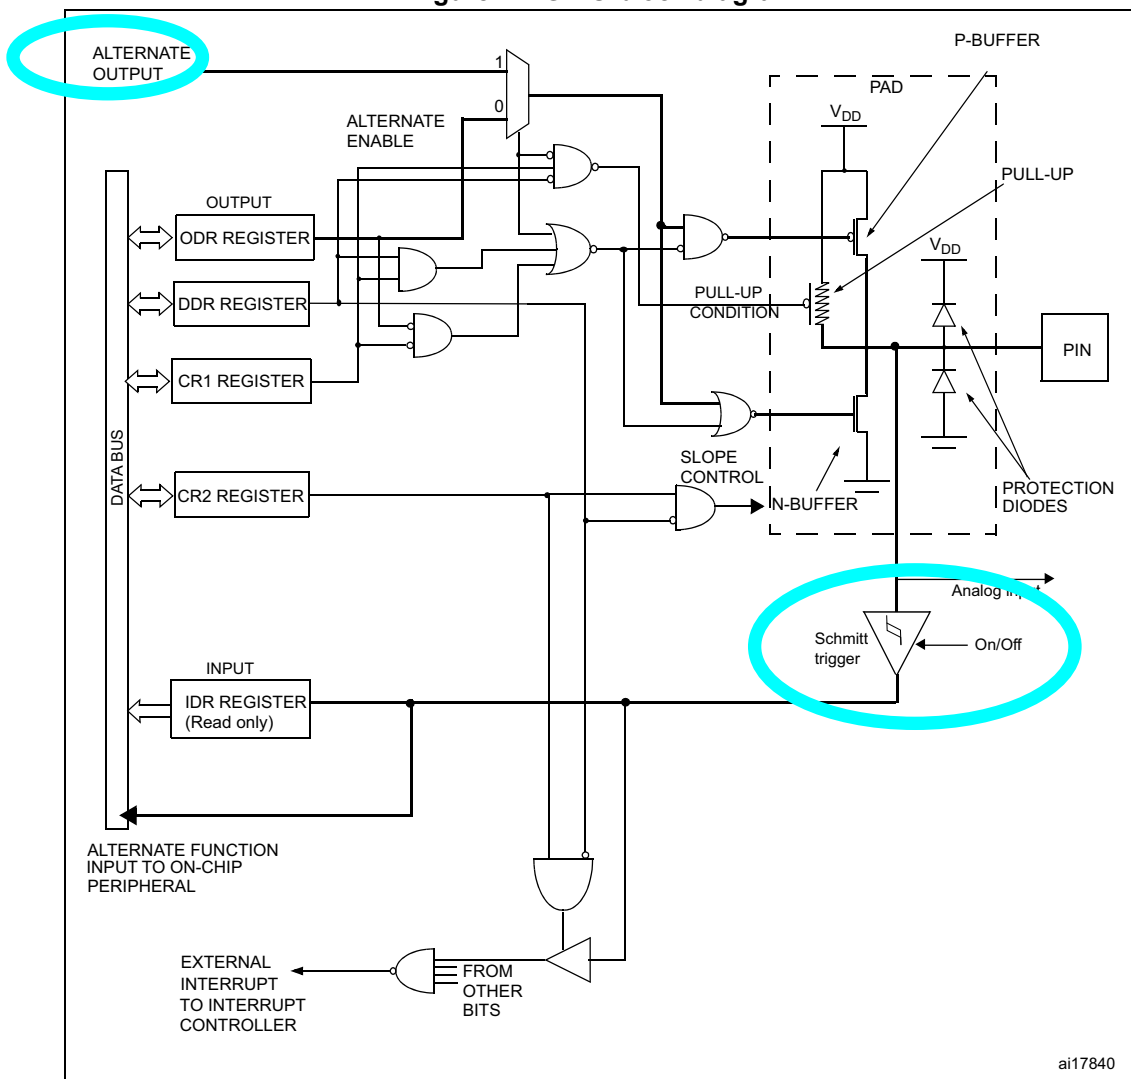 ALTERNATE
OUTPUT
1
0
ALTERNATE
ENABLE
P-BUFFER
PAD
VDD
PULL-UP
VDD
OUTPUT
ODR REGISTER
DDR REGISTER
CR1 REGISTER
CR2 REGISTER
DATA BUS
PULL-UP
CONDITION
PIN
SLOPE
CONTROL
N-BUFFER
PROTECTION
DIODES
Analog input
Schmitt
trigger
On/Off
INPUT
IDR REGISTER
(Read only)
ALTERNATE FUNCTION
INPUT TO ON-CHIP
PERIPHERAL
EXTERNAL
INTERRUPT
TO INTERRUPT
CONTROLLER
FROM
OTHER
BITS
ai17840